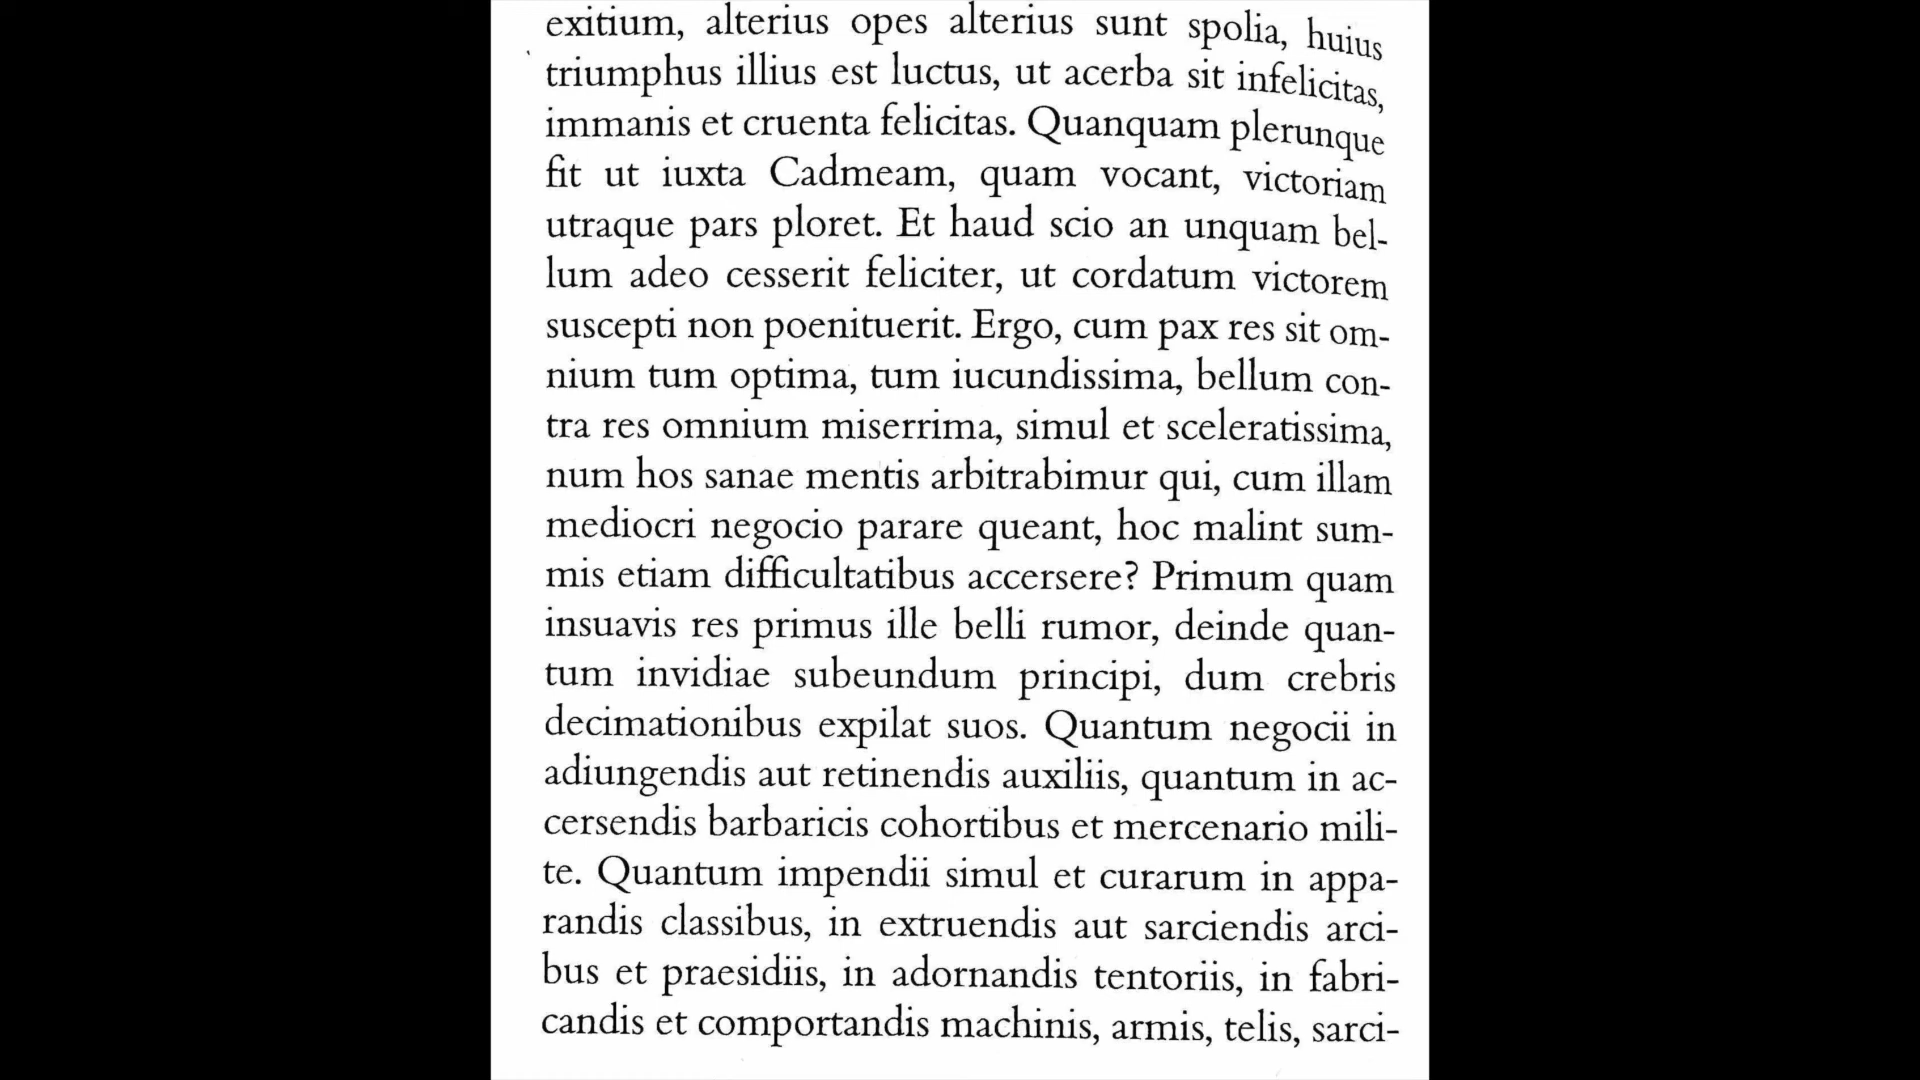 exitium, alterius opes alterius sunt spolia, huius
triumphus illius est luctus, ut acerba sit infelicitas,
immanis et cruenta felicitas. Quanquam plerunque
fit ut iuxta Cadmeam, quam vocant, victoriam
utraque pars ploret. Et haud scio an unquam bel-
lum adeo cesserit feliciter, ut cordatum victorem
suscepti non poenituerit. Ergo, cum pax res sit om-
nium tum optima, tum iucundissima, bellum con-
tra res omnium miserrima, simul et sceleratissima,
num hos sanae mentis arbitrabimur qui, cum illam
mediocri negocio parare queant, hoc malint sum-
mis etiam difficultatibus accersere? Primum quam
insuavis res primus ille belli rumor, deinde quan-
tum invidiae subeundum principi, dum crebris
decimationibus expilat suos. Quantum negocii in
adiungendis aut retinendis auxiliis, quantum in ac-
cersendis barbaricis cohortibus et mercenario mili-
te. Quantum impendii simul et curarum in appa-
randis classibus, in extruendis aut sarciendis arci-
bus et praesidiis, in adornandis tentoriis, in fabri-
candis et comportandis machinis, armis, telis, sarci-